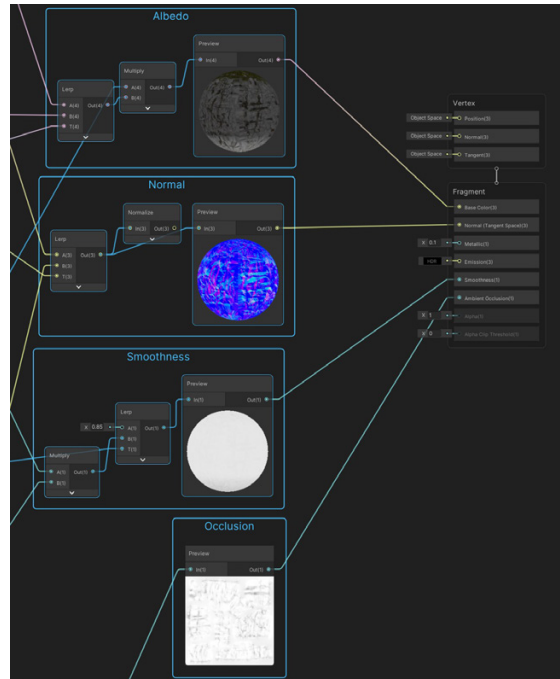 Albedo
Preview
In(4) Out(4)
Multiply
A(4) Out(4)
B(4)
Lerp
A(4) Out(4)
B(4)
T(4)
Vertex
Object Space Position(3)
Object Space Normal(3)
Object Space Tangent(3)
Fragment
Base Color(3)
Normal (Tangent Space)(3)
X 0.1 Metallic(1)
HDR Emission(3)
Smoothness(1)
Ambient Occlusion(1)
X 1 Alpha(1)
X 0 Alpha Clip Threshold(1)
Normal
Normalize
In(3) Out(3)
Preview
In(3) Out(3)
Lerp
A(3) Out(3)
B(3)
T(3)
Smoothness
Preview
In(1) Out(1)
Lerp
X 0.85 A(1) Out(1)
B(1)
T(1)
Multiply
A(1) Out(1)
B(1)
Occlusion
Preview
In(1) Out(1)